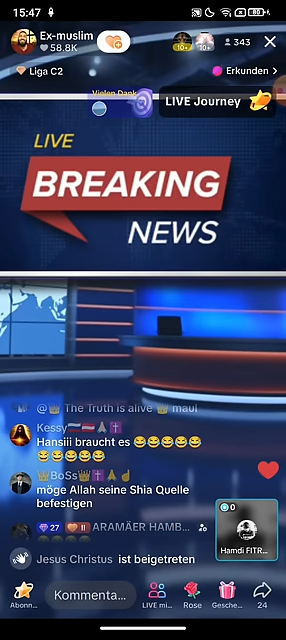 15:47
80
Ex-muslim
58.8K
10+
10+
343
Liga C2
Erkunden >
Vielen Dank
LIVE Journey
LIVE
BREAKING
NEWS
@👑 The Truth is alive 👑 maul
Kessy
Hansiii braucht es 😂😂😂😂😂
😂😂😂😂😂
👑BoSs👑✝️🙏☝️
möge Allah seine Shia Quelle
befestigen
27 II ARAMÄER HAMB...
0
Hamdi FITR...
Jesus Christus ist beigetreten
Abonn...
Kommenta...
LIVE mi...
Rose
Gesche...
24